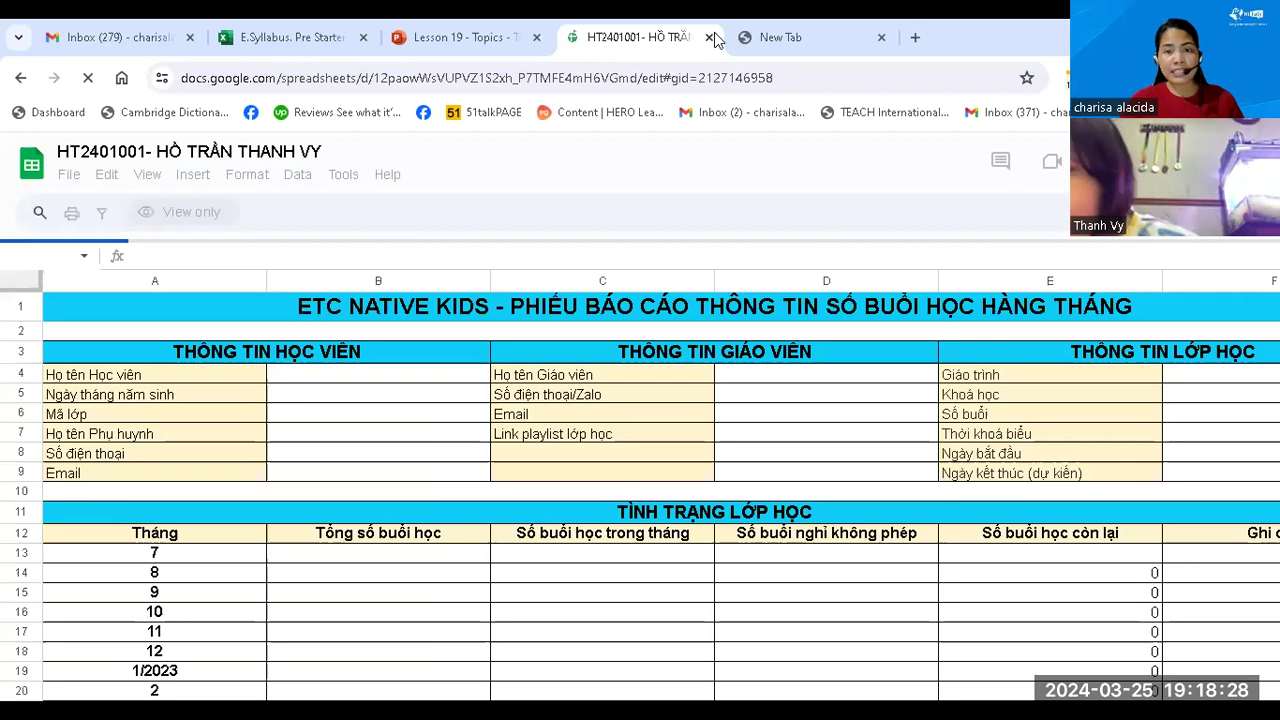 Inbox (279) - charisal
E.Syllabus. Pre Starter
Lesson 19 - Topics - T
HT2401001- HỒ TRẦN
New Tab
docs.google.com/spreadsheets/d/12paowWsVUPVZ1S2xh_P7TMFE4mH6VGmd/edit#gid=2127146958
Dashboard
Cambridge Dictiona...
Reviews See what it's...
51talkPAGE
Content | HERO Lea...
Inbox (2) - charisala...
TEACH International...
Inbox (371) - charisa
charisa alacida
Thanh Vy
HT2401001- HỒ TRẦN THANH VY
File Edit View Insert Format Data Tools Help
View only
fx
A B C D E F
1 ETC NATIVE KIDS - PHIẾU BÁO CÁO THÔNG TIN SỐ BUỔI HỌC HÀNG THÁNG
2
3 THÔNG TIN HỌC VIÊN THÔNG TIN GIÁO VIÊN THÔNG TIN LỚP HỌC
4 Họ tên Học viên Họ tên Giáo viên Giáo trình
5 Ngày tháng năm sinh Số điện thoại/Zalo Khoá học
6 Mã lớp Email Số buổi
7 Họ tên Phụ huynh Link playlist lớp học Thời khoá biểu
8 Số điện thoại Ngày bắt đầu
9 Email Ngày kết thúc (dự kiến)
10
11 TÌNH TRẠNG LỚP HỌC
12 Tháng Tổng số buổi học Số buổi học trong tháng Số buổi nghỉ không phép Số buổi học còn lại Ghi
13 7
14 8 0
15 9 0
16 10 0
17 11 0
18 12 0
19 1/2023 0
20 2
2024-03-25 19:18:28